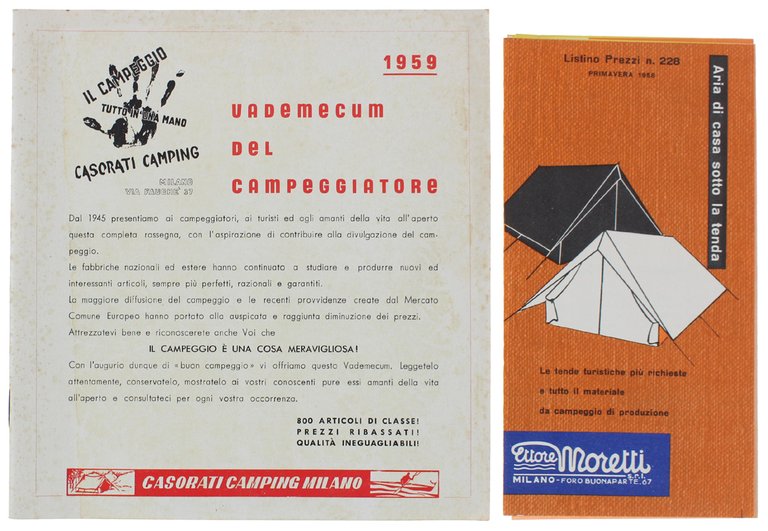 IL CAMPEGGIO
TUTTO IN UNA MANO
CASORATI CAMPING
MILANO
VIA FAUCHÉ 37
1959
VADEMECUM
DEL
CAMPEGGIATORE
Dal 1945 presentiamo ai campeggiatori, ai turisti ed agli amanti della vita all'aperto
questa completa rassegna, con l'aspirazione di contribuire alla divulgazione del cam-
peggio.
Le fabbriche nazionali ed estere hanno continuato a studiare e produrre nuovi ed
interessanti articoli, sempre più perfetti, razionali e garantiti.
La maggiore diffusione del campeggio e le recenti provvidenze create dal Mercato
Comune Europeo hanno portato alla auspicata e raggiunta diminuzione dei prezzi.
Attrezzatevi bene e riconoscerete anche Voi che
IL CAMPEGGIO È UNA COSA MERAVIGLIOSA!
Con l'augurio dunque di «buon campeggio» vi offriamo questo Vademecum. Leggetelo
attentamente, conservatelo, mostratelo ai vostri conoscenti pure essi amanti della vita
all'aperto e consultateci per ogni vostra occorrenza.
800 ARTICOLI DI CLASSE!
PREZZI RIBASSATI!
QUALITÀ INEGUAGLIABILI!
CASORATI CAMPING MILANO
Listino Prezzi n. 228
PRIMAVERA 1958
Aria di casa sotto la tenda
Le tende turistiche più richieste
e tutto il materiale
da campeggio di produzione
Ettore Moretti
s.r.l.
MILANO - FORO BUONAPARTE, 67